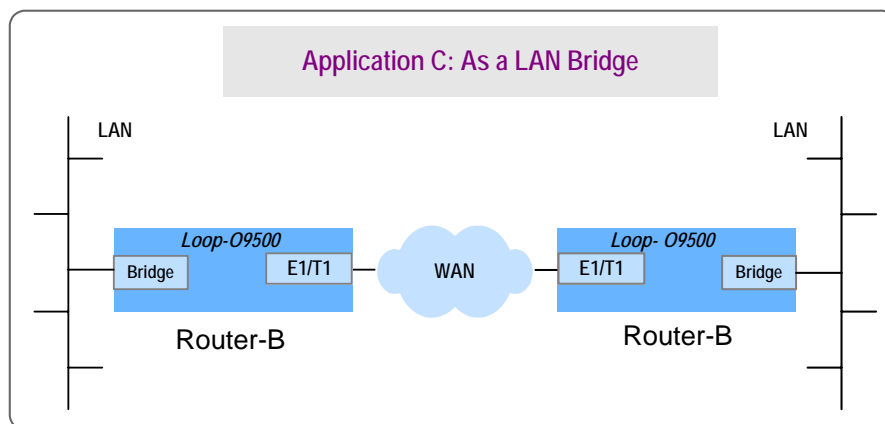 Application C: As a LAN Bridge
LAN
LAN
Loop-O9500
Loop- O9500
Bridge
E1/T1
WAN
E1/T1
Bridge
Router-B
Router-B